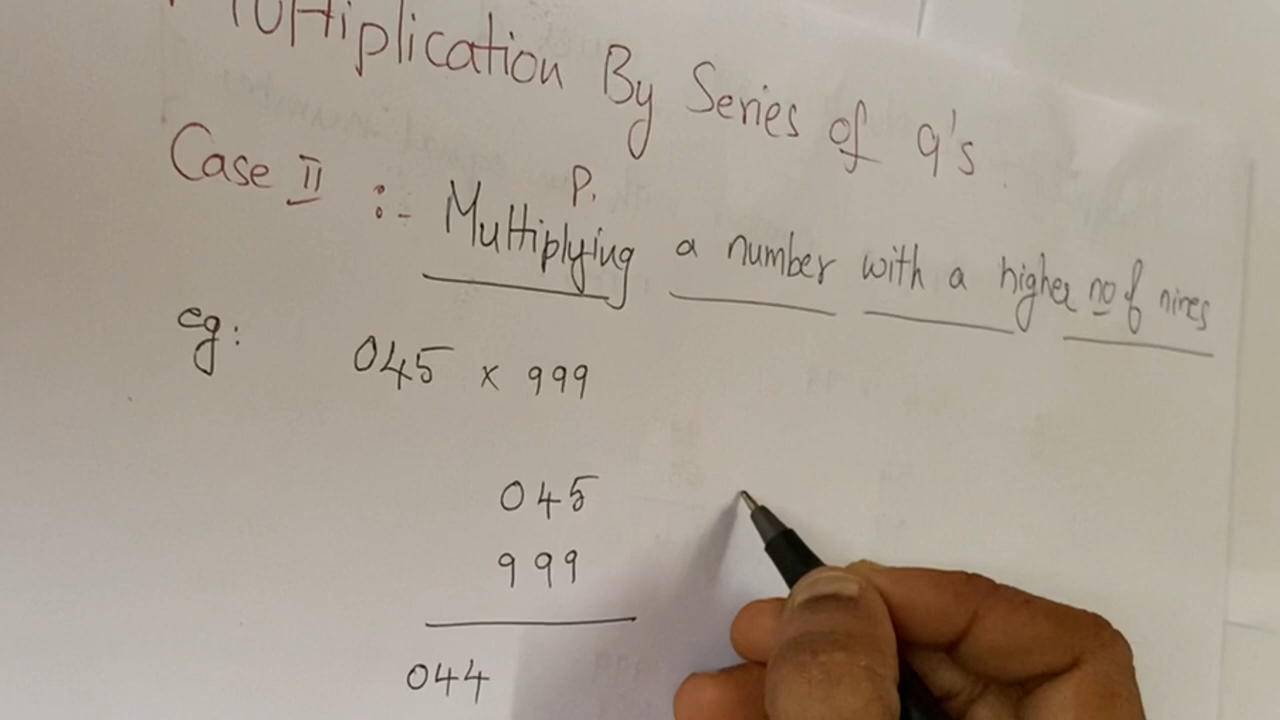 Multiplication By Series of 9's
P.
Case II :- Multiplying a number with a higher no of nines
eg: 045 x 999
045
999
044